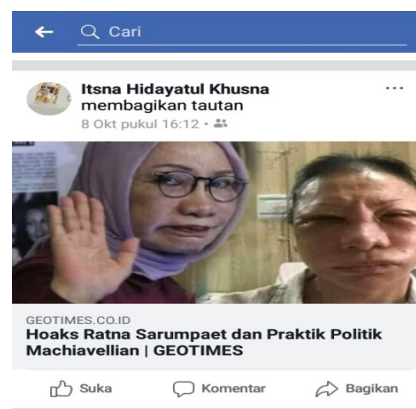 Cari
Itsna Hidayatul Khusna
membagikan tautan
8 Okt pukul 16:12 •
GEOTIMES.CO.ID
Hoaks Ratna Sarumpaet dan Praktik Politik
Machiavellian | GEOTIMES
Suka
Komentar
Bagikan